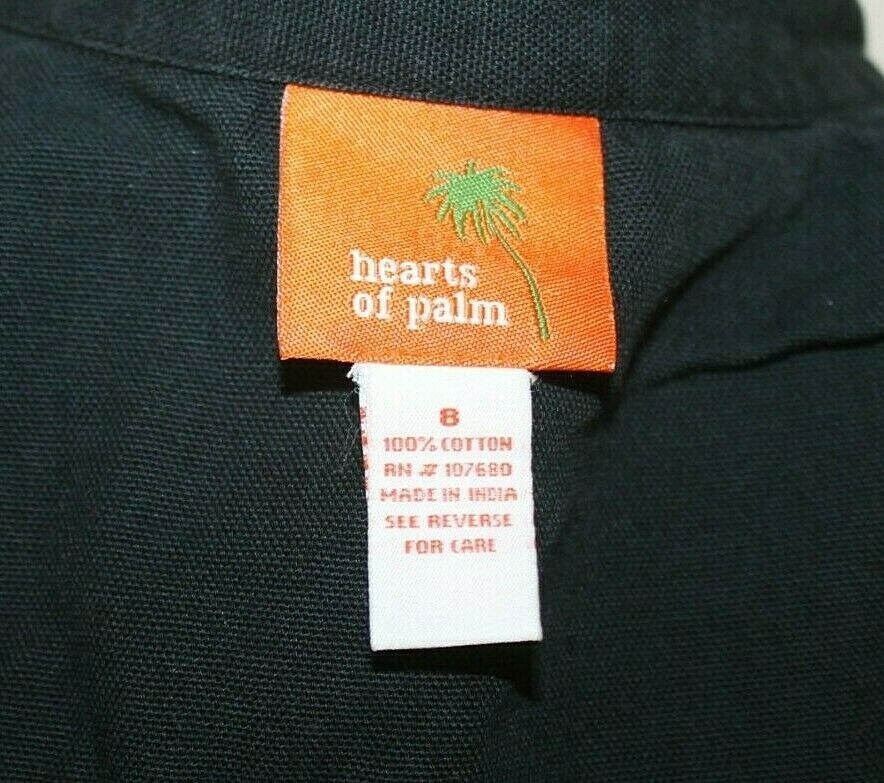 hearts
of palm
8
100% COTTON
RN # 107680
MADE IN INDIA
SEE REVERSE
FOR CARE